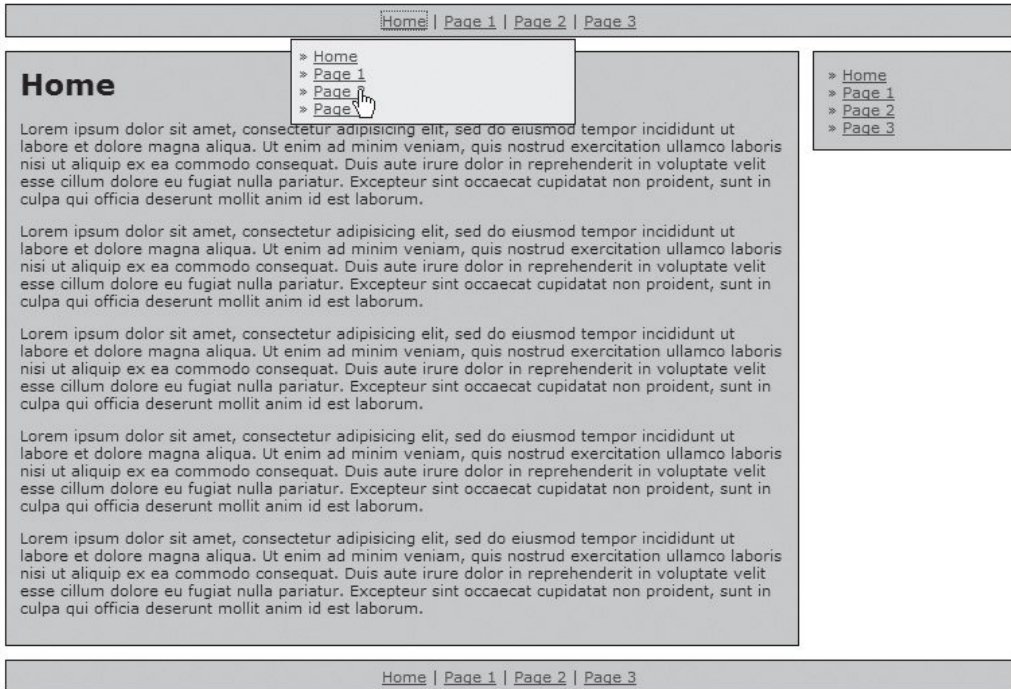 Home | Page 1 | Page 2 | Page 3
» Home
» Page 1
» Page
» Page
Home
Lorem ipsum dolor sit amet, consectetur adipisicing elit, sed do eiusmod tempor incididunt ut
labore et dolore magna aliqua. Ut enim ad minim veniam, quis nostrud exercitation ullamco laboris
nisi ut aliquip ex ea commodo consequat. Duis aute irure dolor in reprehenderit in voluptate velit
esse cillum dolore eu fugiat nulla pariatur. Excepteur sint occaecat cupidatat non proident, sunt in
culpa qui officia deserunt mollit anim id est laborum.
Lorem ipsum dolor sit amet, consectetur adipisicing elit, sed do eiusmod tempor incididunt ut
labore et dolore magna aliqua. Ut enim ad minim veniam, quis nostrud exercitation ullamco laboris
nisi ut aliquip ex ea commodo consequat. Duis aute irure dolor in reprehenderit in voluptate velit
esse cillum dolore eu fugiat nulla pariatur. Excepteur sint occaecat cupidatat non proident, sunt in
culpa qui officia deserunt mollit anim id est laborum.
Lorem ipsum dolor sit amet, consectetur adipisicing elit, sed do eiusmod tempor incididunt ut
labore et dolore magna aliqua. Ut enim ad minim veniam, quis nostrud exercitation ullamco laboris
nisi ut aliquip ex ea commodo consequat. Duis aute irure dolor in reprehenderit in voluptate velit
esse cillum dolore eu fugiat nulla pariatur. Excepteur sint occaecat cupidatat non proident, sunt in
culpa qui officia deserunt mollit anim id est laborum.
Lorem ipsum dolor sit amet, consectetur adipisicing elit, sed do eiusmod tempor incididunt ut
labore et dolore magna aliqua. Ut enim ad minim veniam, quis nostrud exercitation ullamco laboris
nisi ut aliquip ex ea commodo consequat. Duis aute irure dolor in reprehenderit in voluptate velit
esse cillum dolore eu fugiat nulla pariatur. Excepteur sint occaecat cupidatat non proident, sunt in
culpa qui officia deserunt mollit anim id est laborum.
Lorem ipsum dolor sit amet, consectetur adipisicing elit, sed do eiusmod tempor incididunt ut
labore et dolore magna aliqua. Ut enim ad minim veniam, quis nostrud exercitation ullamco laboris
nisi ut aliquip ex ea commodo consequat. Duis aute irure dolor in reprehenderit in voluptate velit
esse cillum dolore eu fugiat nulla pariatur. Excepteur sint occaecat cupidatat non proident, sunt in
culpa qui officia deserunt mollit anim id est laborum.
» Home
» Page 1
» Page 2
» Page 3
Home | Page 1 | Page 2 | Page 3